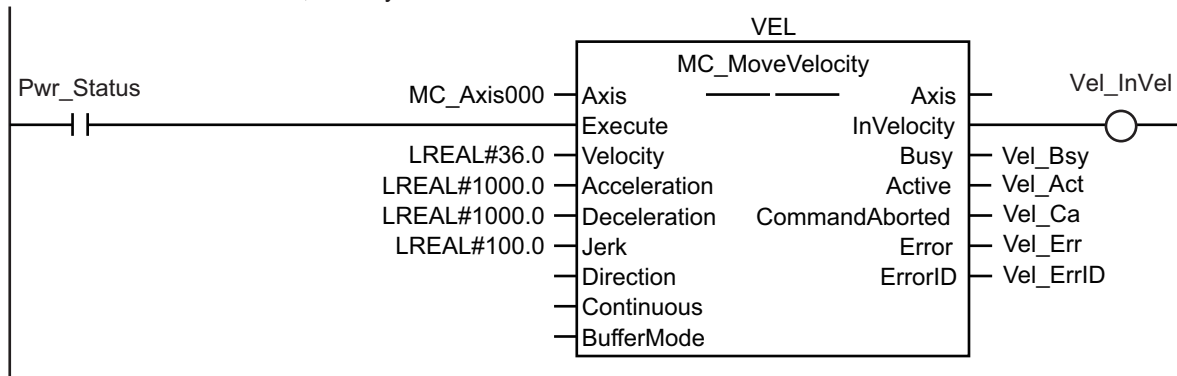 VEL
MC_MoveVelocity
Pwr_Status
Vel_InVel
MC_Axis000 Axis Axis
Execute InVelocity
LREAL#36.0 Velocity Busy Vel_Bsy
LREAL#1000.0 Acceleration Active Vel_Act
LREAL#1000.0 Deceleration CommandAborted Vel_Ca
LREAL#100.0 Jerk Error Vel_Err
Direction ErrorID Vel_ErrID
Continuous
BufferMode